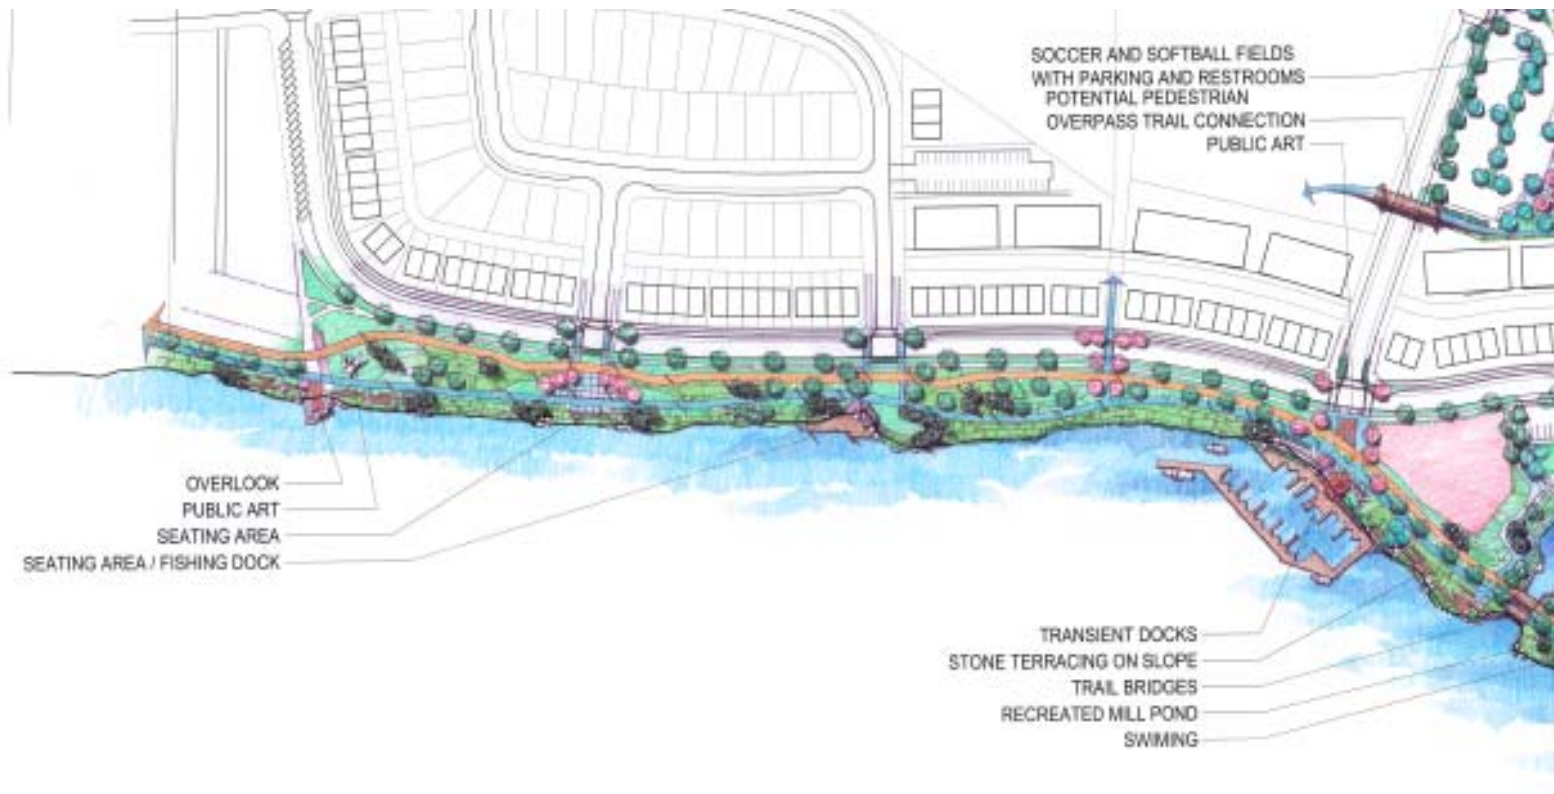 SOCCER AND SOFTBALL FIELDS
WITH PARKING AND RESTROOMS
POTENTIAL PEDESTRIAN
OVERPASS TRAIL CONNECTION
PUBLIC ART
OVERLOOK
PUBLIC ART
SEATING AREA
SEATING AREA / FISHING DOCK
TRANSIENT DOCKS
STONE TERRACING ON SLOPE
TRAIL BRIDGES
RECREATED MILL POND
SWIMING